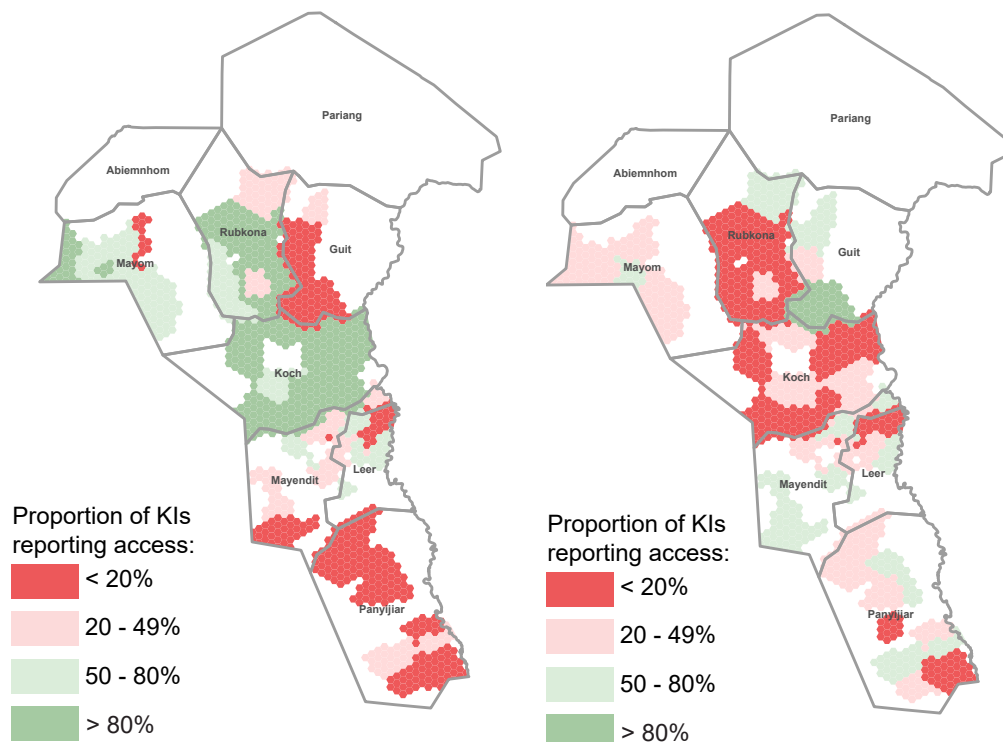 Pariang
Abiemnhom
Rubkona
Guit
Mayom
Koch
Leer
Mayendit
Panyijiar
Proportion of KIs
reporting access:
< 20%
20 - 49%
50 - 80%
> 80%
Pariang
Abiemnhom
Rubkona
Guit
Mayom
Koch
Leer
Mayendit
Panyijiar
Proportion of KIs
reporting access:
< 20%
20 - 49%
50 - 80%
> 80%